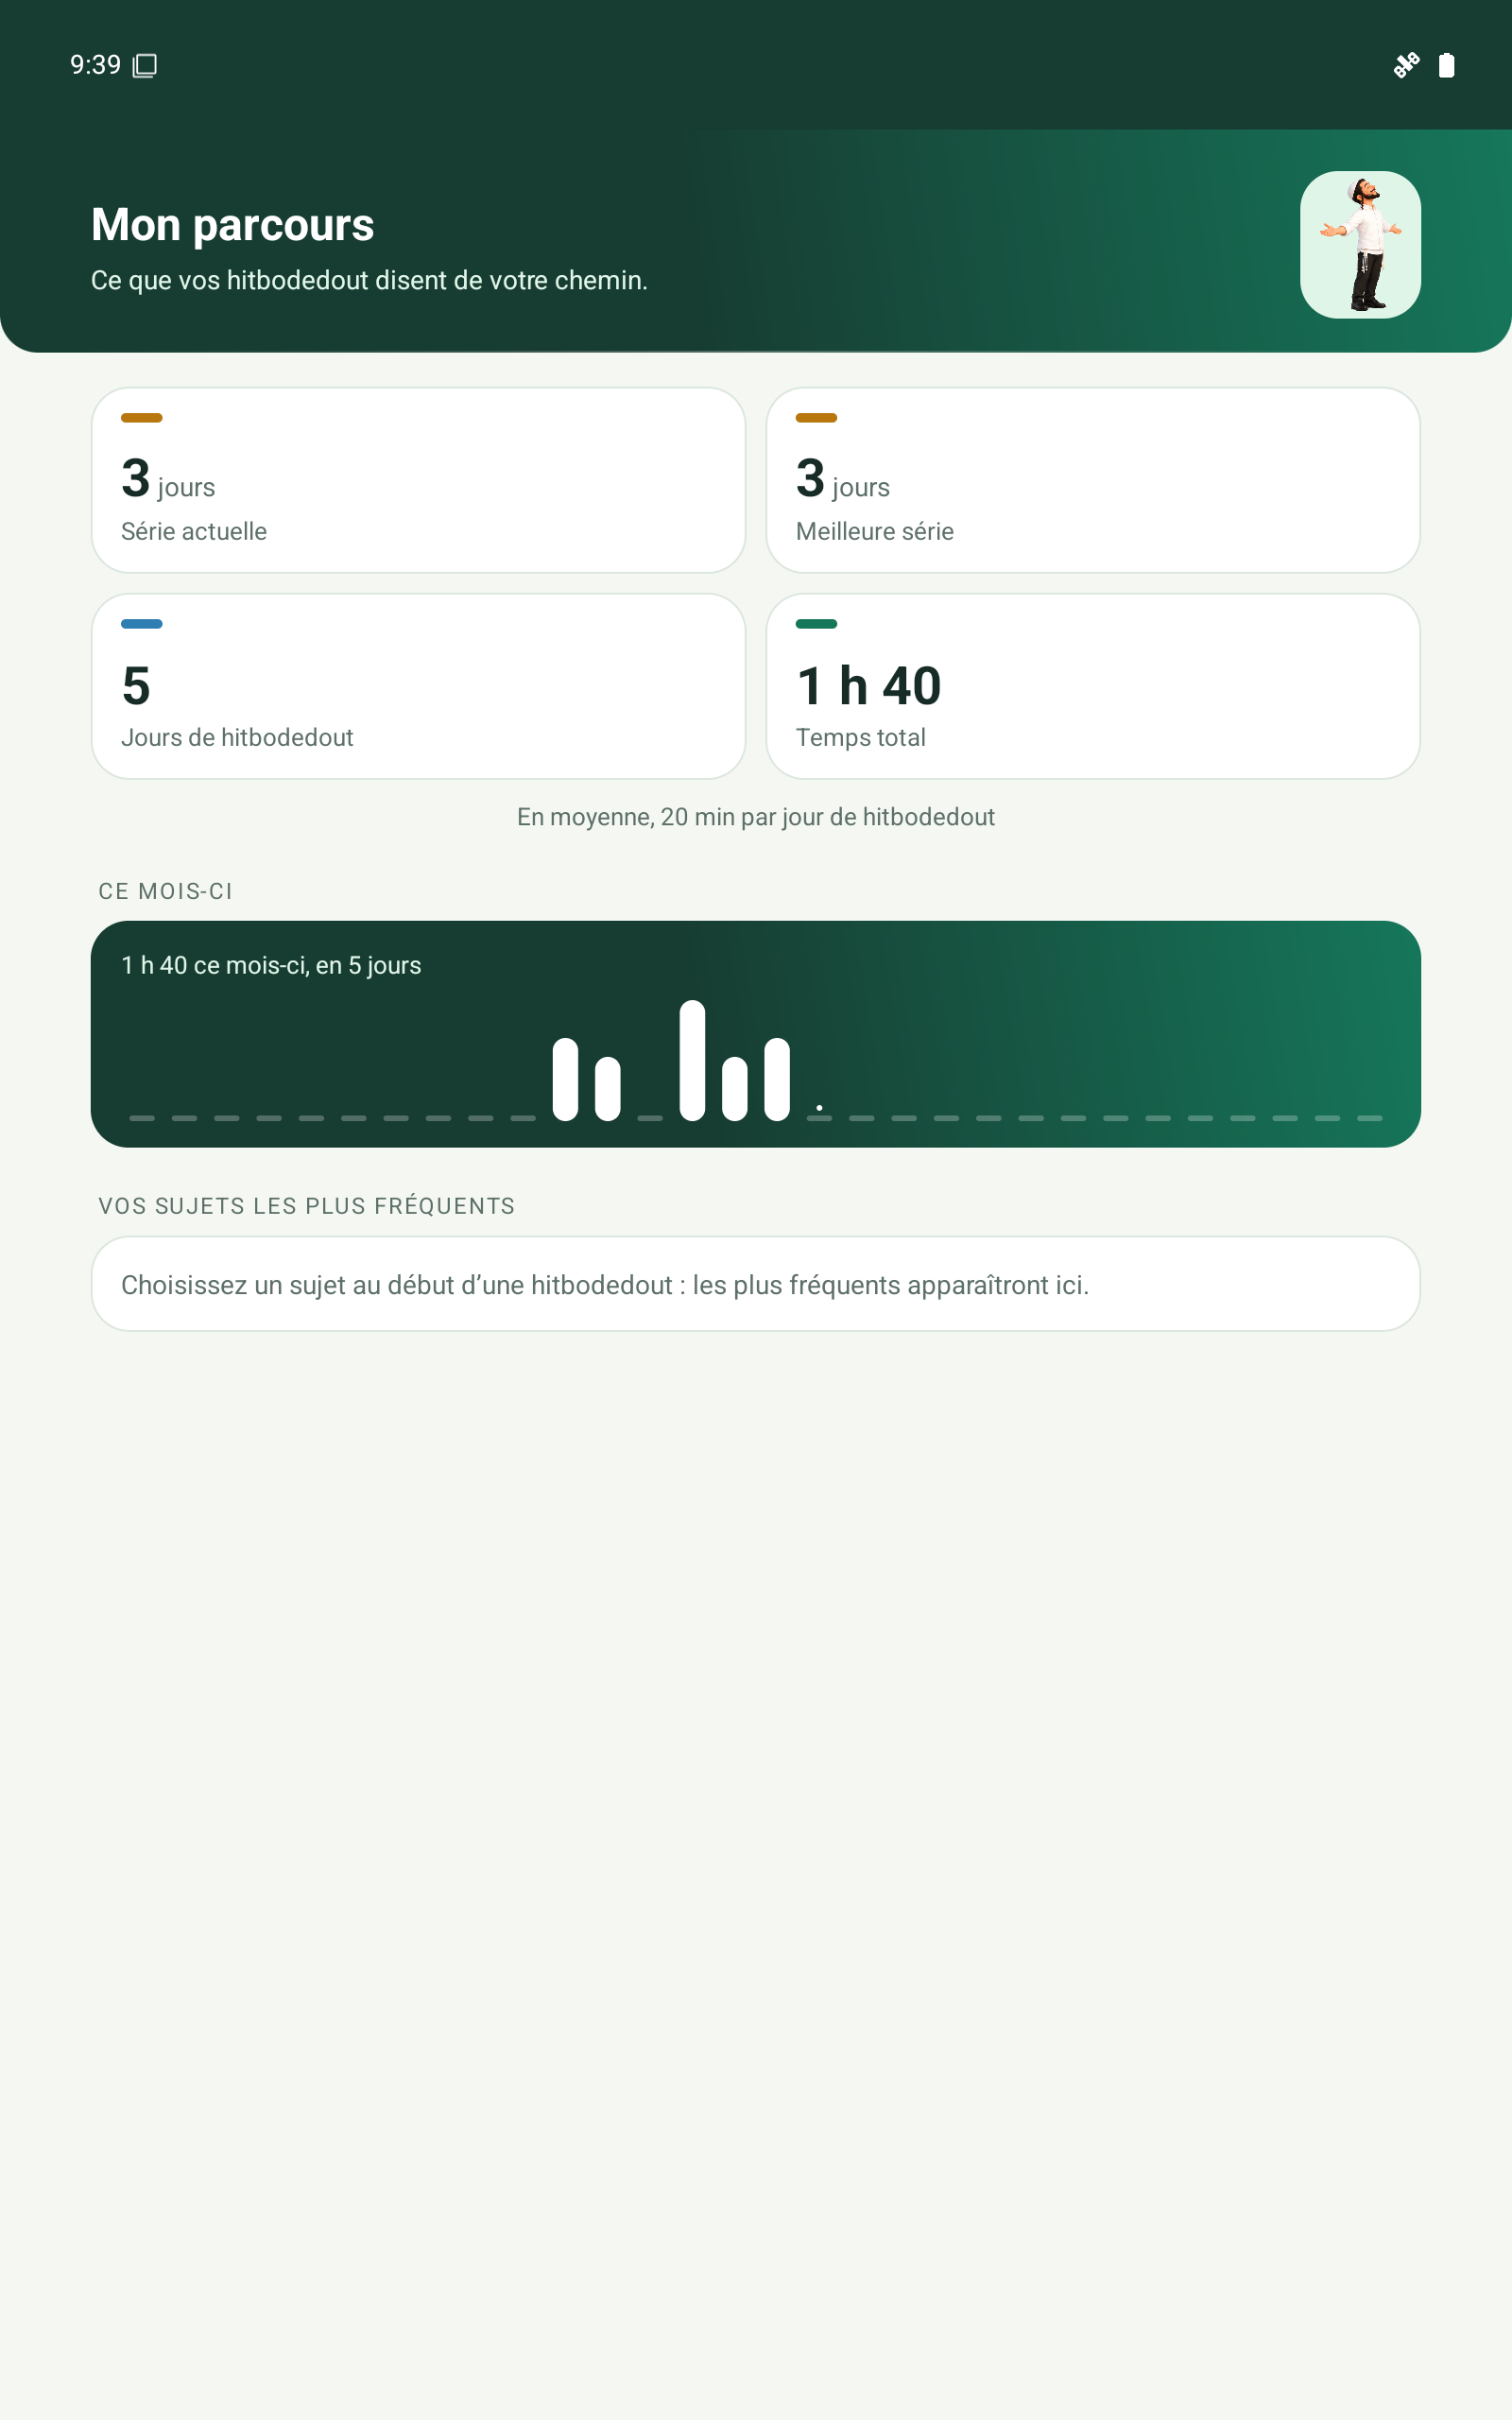 9:39
Mon parcours
Ce que vos hitbodedout disent de votre chemin.
3 jours
Série actuelle
3 jours
Meilleure série
5
Jours de hitbodedout
1 h 40
Temps total
En moyenne, 20 min par jour de hitbodedout
CE MOIS-CI
1 h 40 ce mois-ci, en 5 jours
VOS SUJETS LES PLUS FRÉQUENTS
Choisissez un sujet au début d’une hitbodedout : les plus fréquents apparaîtront ici.